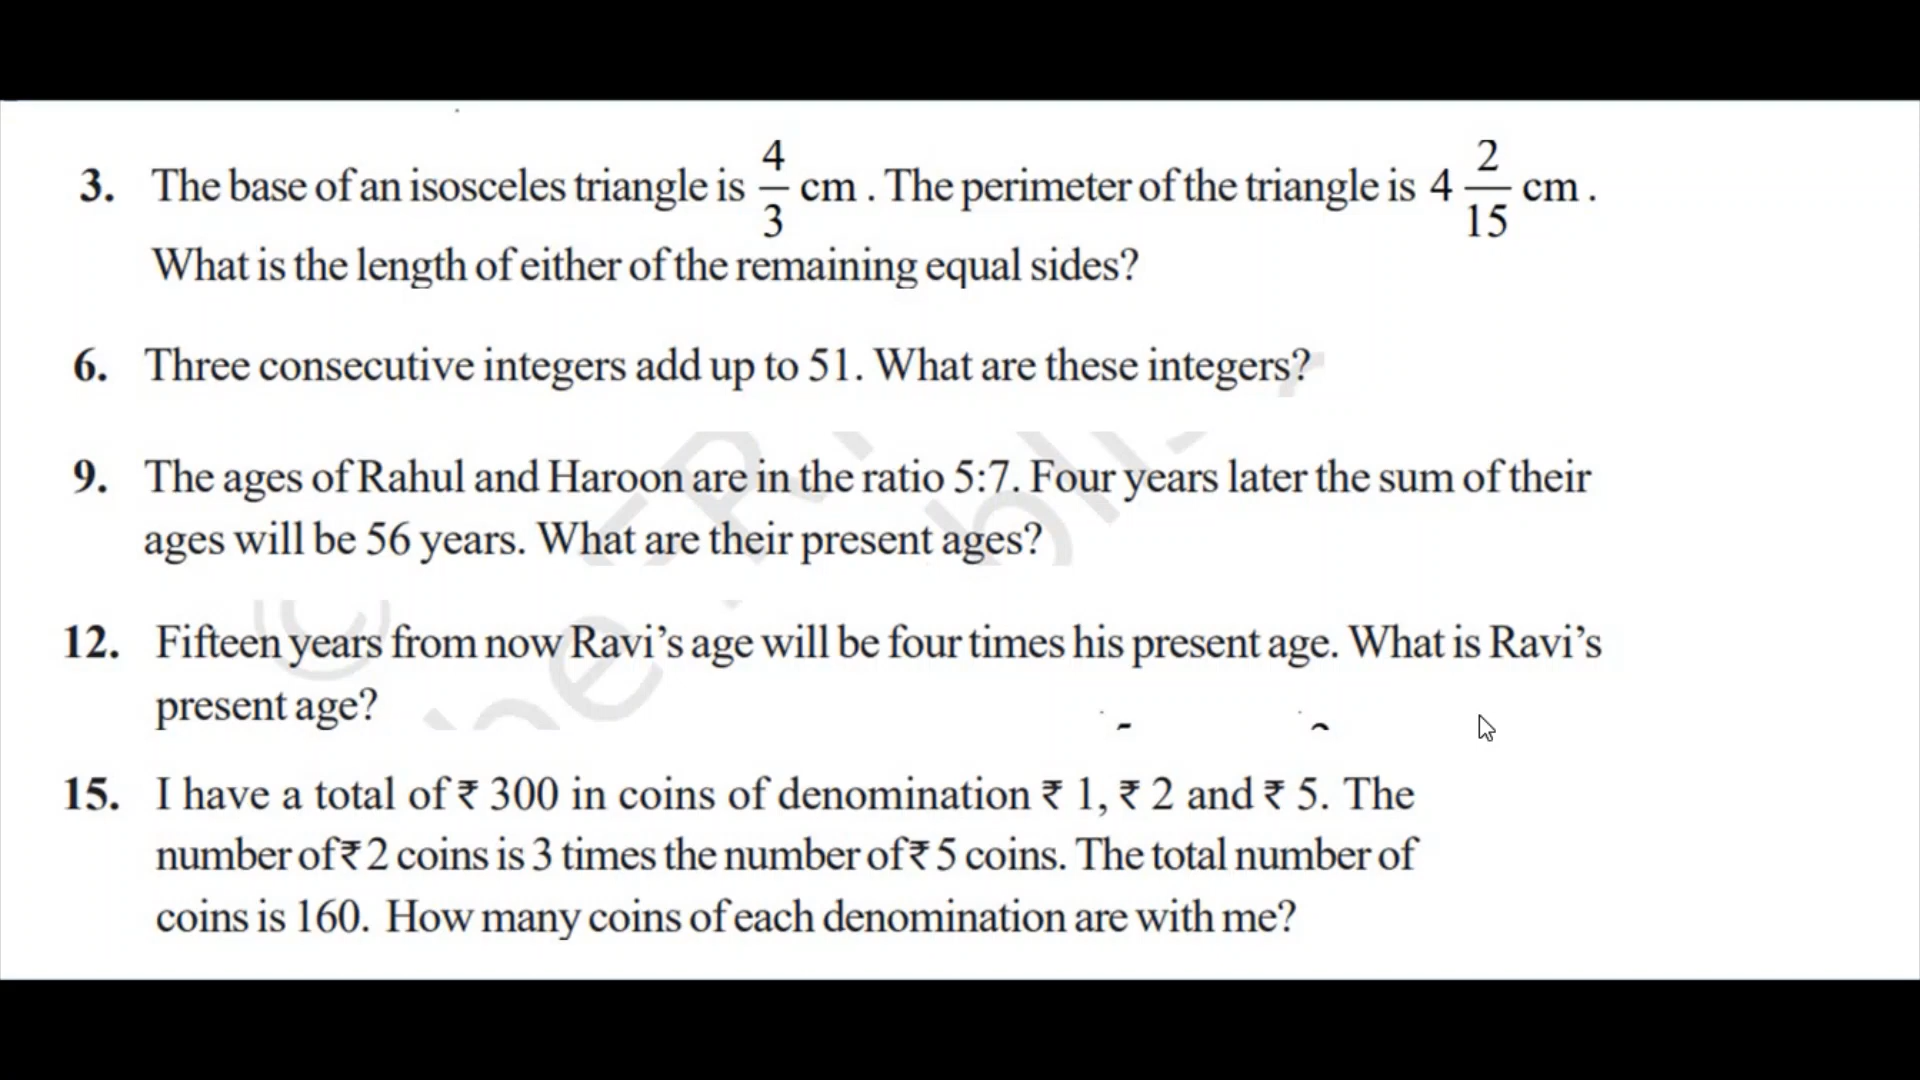 3. The base of an isosceles triangle is 4/3 cm . The perimeter of the triangle is 4 2/15 cm .
What is the length of either of the remaining equal sides?
6. Three consecutive integers add up to 51. What are these integers?
9. The ages of Rahul and Haroon are in the ratio 5:7. Four years later the sum of their
ages will be 56 years. What are their present ages?
12. Fifteen years from now Ravi’s age will be four times his present age. What is Ravi’s
present age?
15. I have a total of ₹ 300 in coins of denomination ₹ 1, ₹ 2 and ₹ 5. The
number of ₹ 2 coins is 3 times the number of ₹ 5 coins. The total number of
coins is 160. How many coins of each denomination are with me?